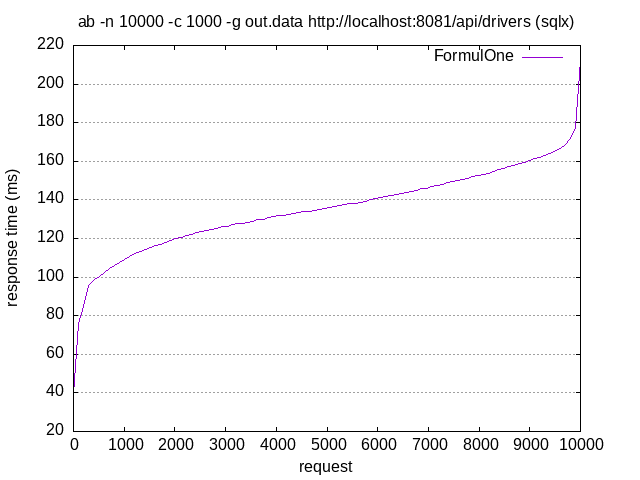 ab -n 10000 -c 1000 -g out.data http://localhost:8081/api/drivers (sqlx)
FormulOne
220
200
180
160
140
120
100
80
60
40
20
response time (ms)
0 1000 2000 3000 4000 5000 6000 7000 8000 9000 10000
request